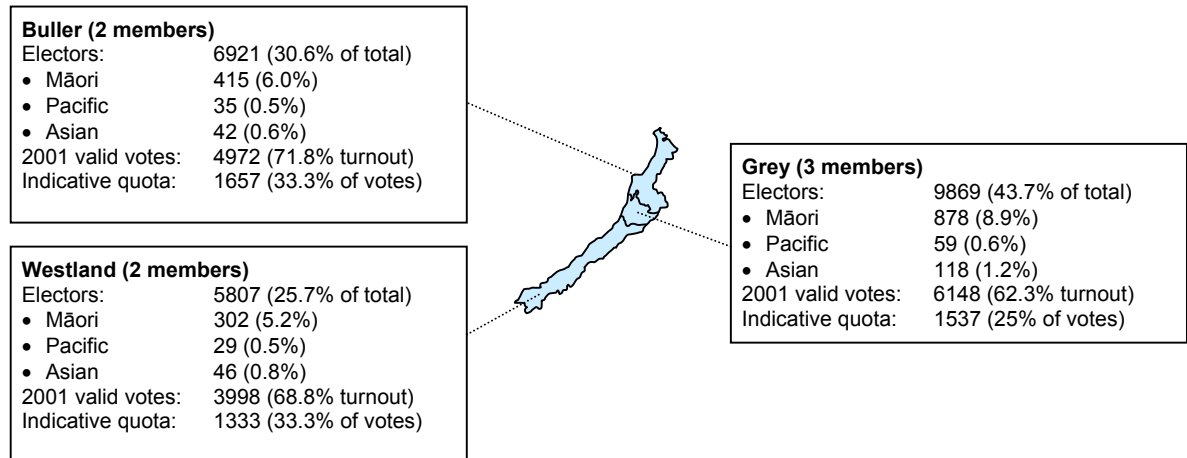 Buller (2 members)
Electors: 6921 (30.6% of total)
• Māori 415 (6.0%)
• Pacific 35 (0.5%)
• Asian 42 (0.6%)
2001 valid votes: 4972 (71.8% turnout)
Indicative quota: 1657 (33.3% of votes)
Westland (2 members)
Electors: 5807 (25.7% of total)
• Māori 302 (5.2%)
• Pacific 29 (0.5%)
• Asian 46 (0.8%)
2001 valid votes: 3998 (68.8% turnout)
Indicative quota: 1333 (33.3% of votes)
Grey (3 members)
Electors: 9869 (43.7% of total)
• Māori 878 (8.9%)
• Pacific 59 (0.6%)
• Asian 118 (1.2%)
2001 valid votes: 6148 (62.3% turnout)
Indicative quota: 1537 (25% of votes)